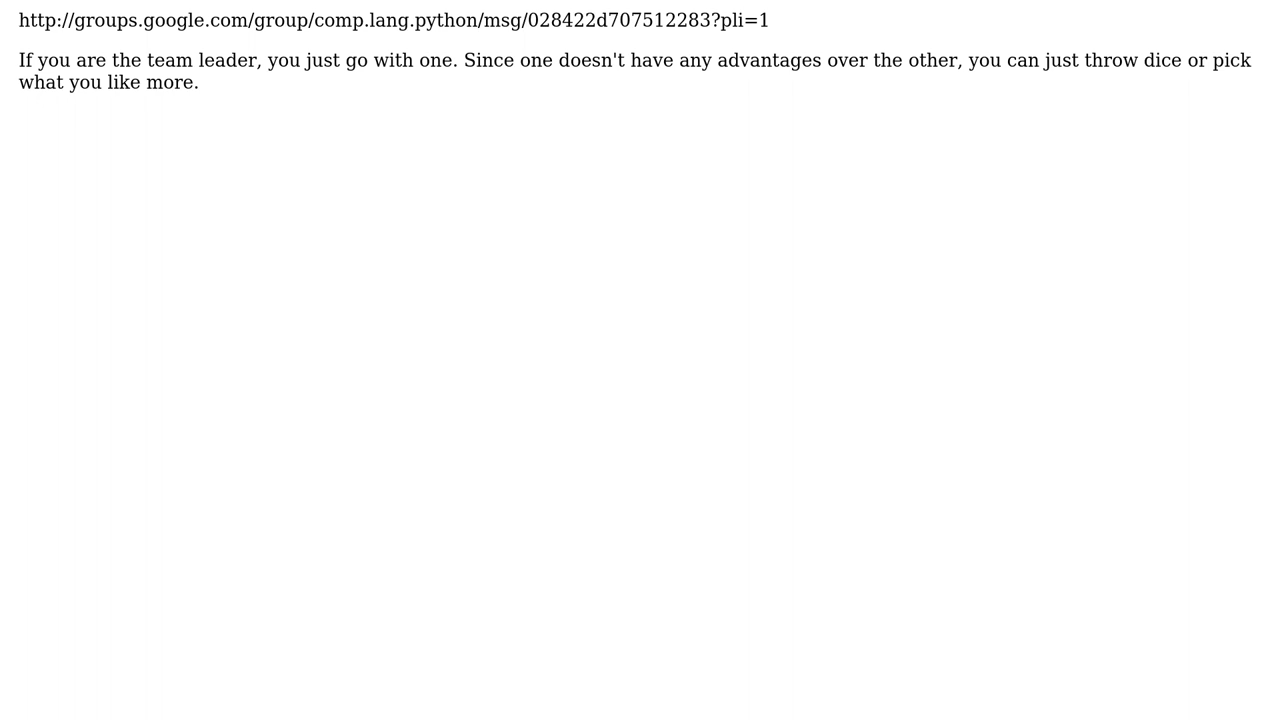 http://groups.google.com/group/comp.lang.python/msg/028422d707512283?pli=1
If you are the team leader, you just go with one. Since one doesn't have any advantages over the other, you can just throw dice or pick
what you like more.